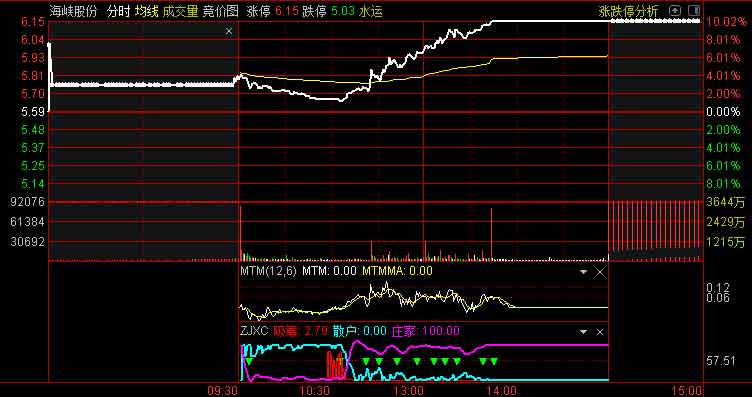 海峡股份 分时 均线 成交量 竞价图 涨停 6.15 跌停 5.03 水运 涨跌停分析
6.15 10.02%
6.04 8.01%
5.93 6.01%
5.81 4.01%
5.70 2.00%
5.59 0.00%
5.48 2.00%
5.37 4.01%
5.25 6.01%
5.14 8.01%
92076 3644万
61384 2429万
30692 1215万
MTM(12,6) MTM: 0.00 MTMMA: 0.00
0.12
0.06
ZJXC 吸筹: 2.79 散户: 0.00 庄家: 100.00
57.51
09:30 10:30 13:00 14:00 15:00